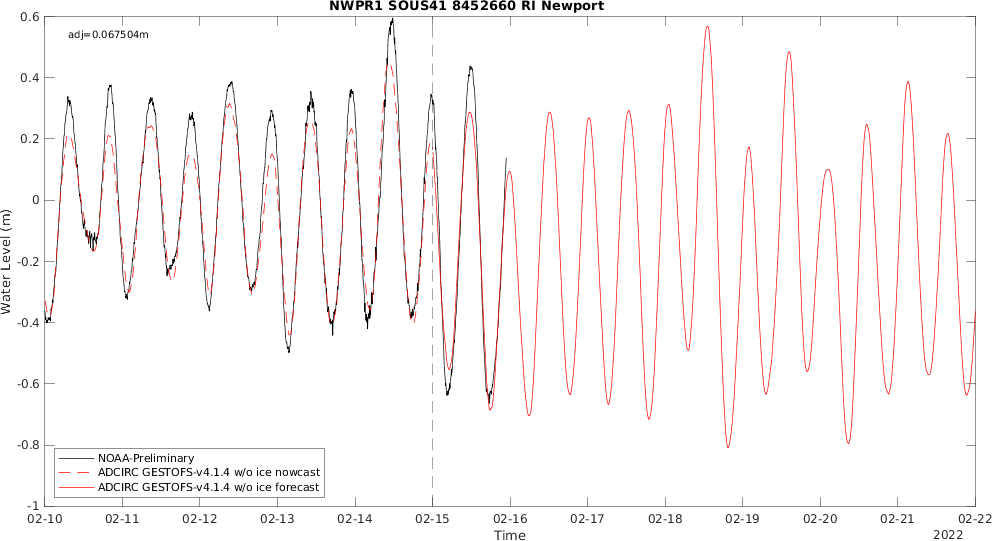 NWPR1 SOUS41 8452660 RI Newport
adj=0.067504m
0.6
0.4
0.2
0
-0.2
-0.4
-0.6
-0.8
-1
Water Level (m)
NOAA-Preliminary
ADCIRC GESTOFS-v4.1.4 w/o ice nowcast
ADCIRC GESTOFS-v4.1.4 w/o ice forecast
02-10 02-11 02-12 02-13 02-14 02-15 02-16 02-17 02-18 02-19 02-20 02-21 02-22
Time
2022